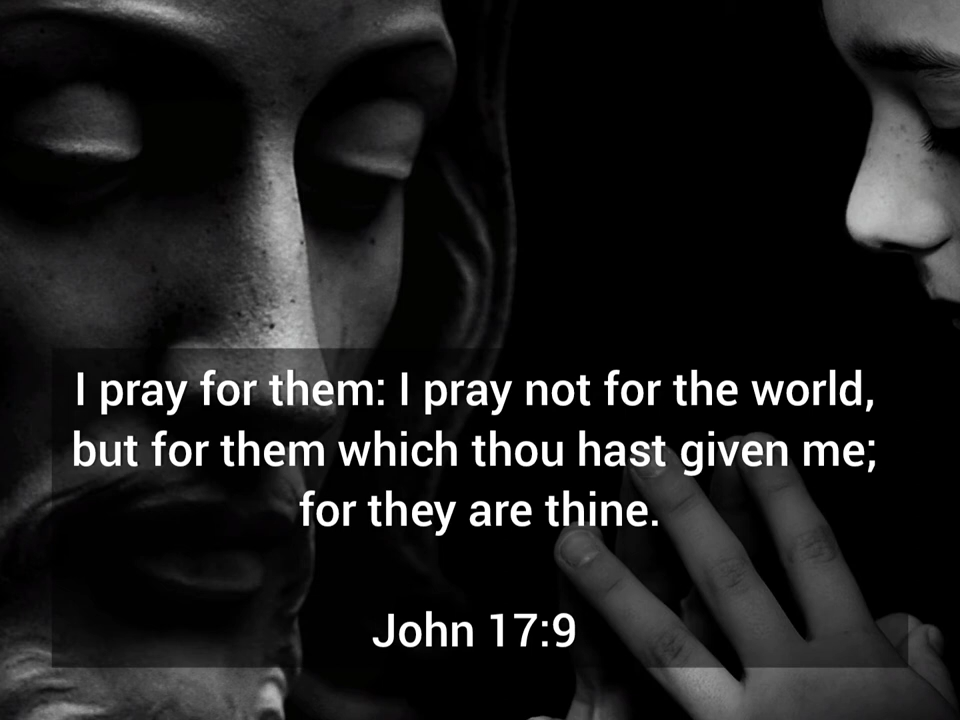 I pray for them: I pray not for the world,
but for them which thou hast given me;
for they are thine.
John 17:9